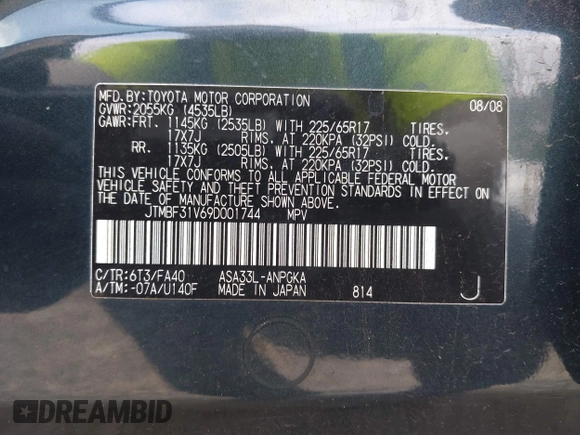 MFD.BY:TOYOTA MOTOR CORPORATION 08/08
GVWR:2055KG (4535LB)
GAWR:FRT. 1145KG (2535LB) WITH 225/65R17 TIRES.
17X7J RIMS. AT 220KPA (32PSI) COLD.
RR. 1135KG (2505LB) WITH 225/65R17 TIRES.
17X7J RIMS. AT 220KPA (32PSI) COLD.
THIS VEHICLE CONFORMS TO ALL APPLICABLE FEDERAL MOTOR
VEHICLE SAFETY AND THEFT PREVENTION STANDARDS IN EFFECT ON
THE DATE OF MANUFACTURE SHOWN ABOVE.
JTMBF31V69D001744 MPV
C/TR:6T3/FA40 ASA33L-ANPGKA
A/TM:-07A/U140F MADE IN JAPAN 814 J
DREAMBID